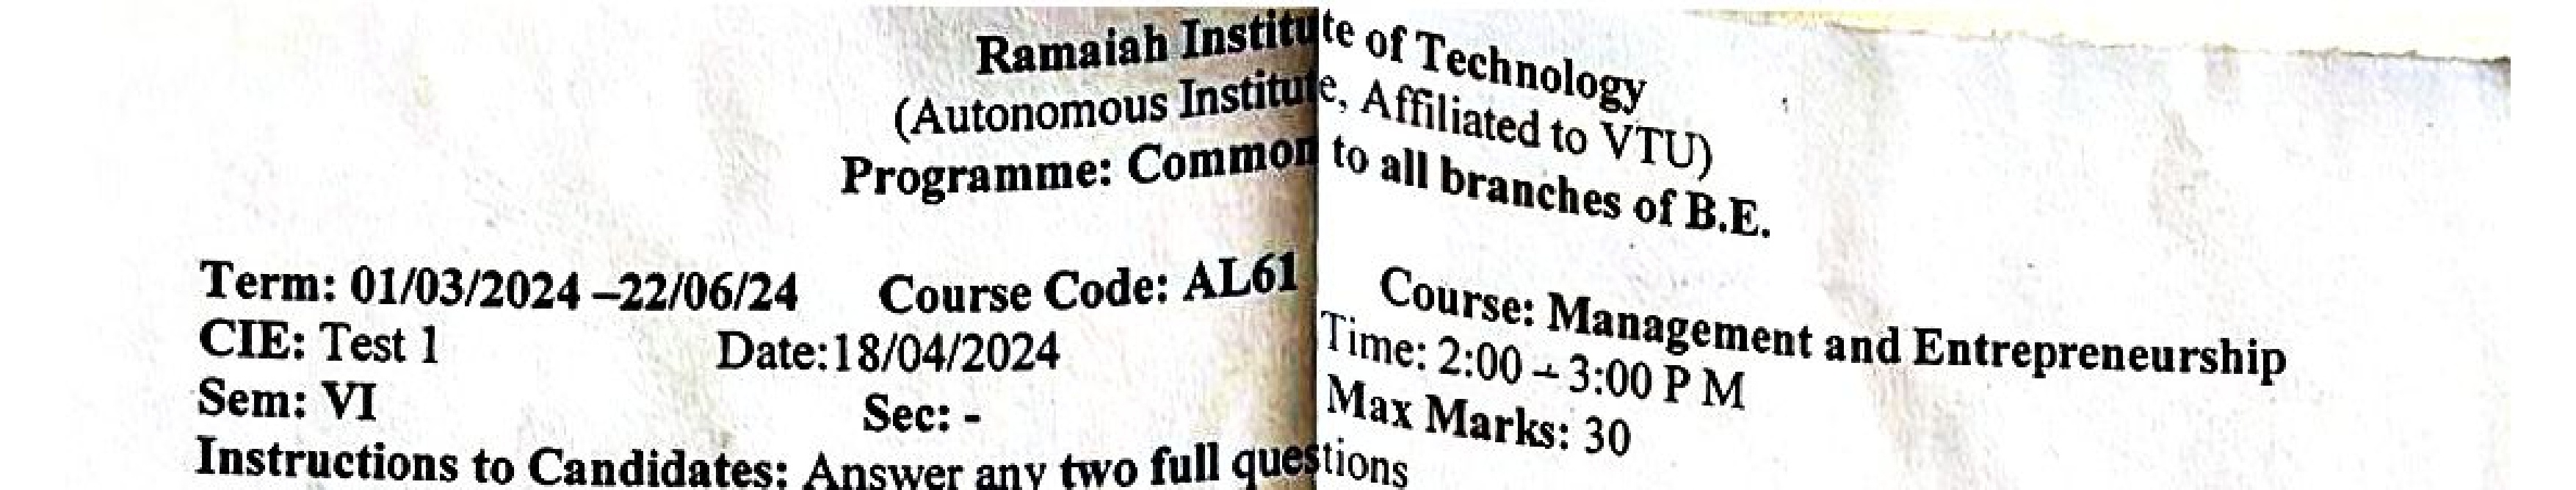 Ramaiah Institute of Technology
(Autonomous Institute, Affiliated to VTU)
Programme: Common to all branches of B.E.
Term: 01/03/2024 –22/06/24 Course Code: AL61 Course: Management and Entrepreneurship
CIE: Test 1 Date:18/04/2024 Time: 2:00 – 3:00 P M
Sem: VI Sec: - Max Marks: 30
Instructions to Candidates: Answer any two full questions